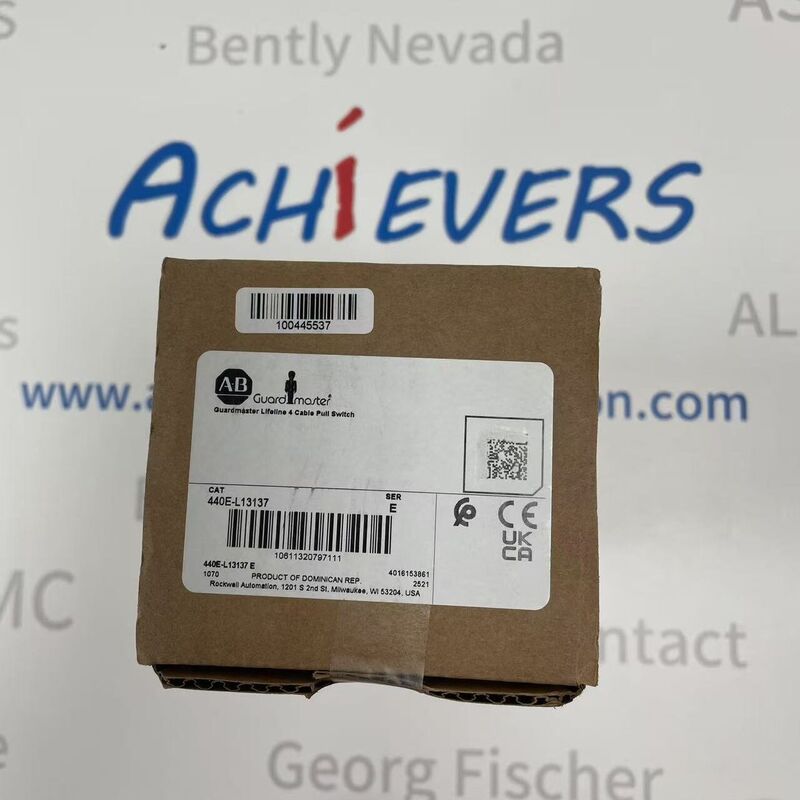 Bently Nevada
ACHiEVERS
100445537
AB
Guardmaster
Guardmaster Lifeline 4 Cable Pull Switch
CAT
440E-L13137
SER
E
10611320797111
440E-L13137 E
4016153861
1070
PRODUCT OF DOMINICAN REP.
2521
Rockwell Automation, 1201 S 2nd St, Milwaukee, WI 53204, USA
CE
UK
CA
AL
www.a
on.com
MC
ontact
Georg Fischer